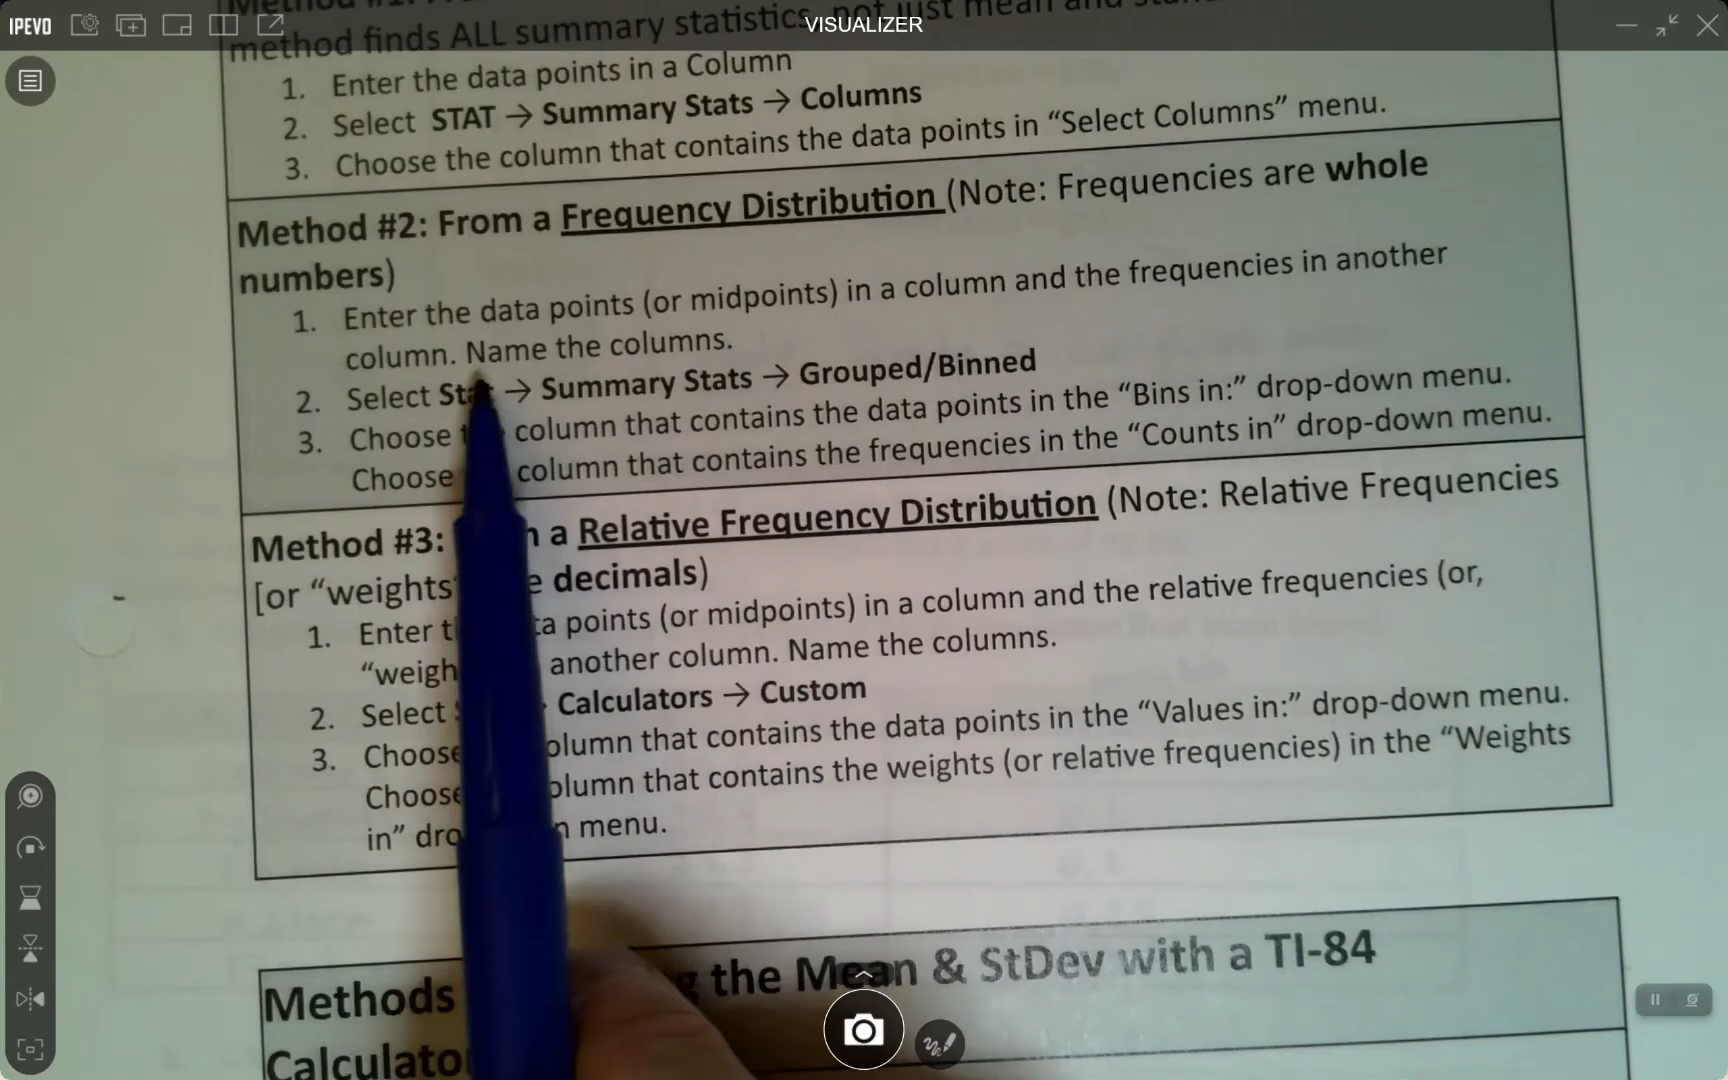 IPEVO
VISUALIZER
method finds ALL summary statistics, not just mean and
1. Enter the data points in a Column
2. Select STAT → Summary Stats → Columns
3. Choose the column that contains the data points in “Select Columns” menu.
Method #2: From a Frequency Distribution (Note: Frequencies are whole
numbers)
1. Enter the data points (or midpoints) in a column and the frequencies in another
column. Name the columns.
2. Select Stat → Summary Stats → Grouped/Binned
3. Choose column that contains the data points in the “Bins in:” drop-down menu.
Choose column that contains the frequencies in the “Counts in” drop-down menu.
Method #3: a Relative Frequency Distribution (Note: Relative Frequencies
[or “weights decimals)
1. Enter points (or midpoints) in a column and the relative frequencies (or,
another column. Name the columns.
2. Select Calculators → Custom
3. Choose column that contains the data points in the “Values in:” drop-down menu.
Choose column that contains the weights (or relative frequencies) in the “Weights
in” menu.
Methods the Mean & StDev with a TI-84